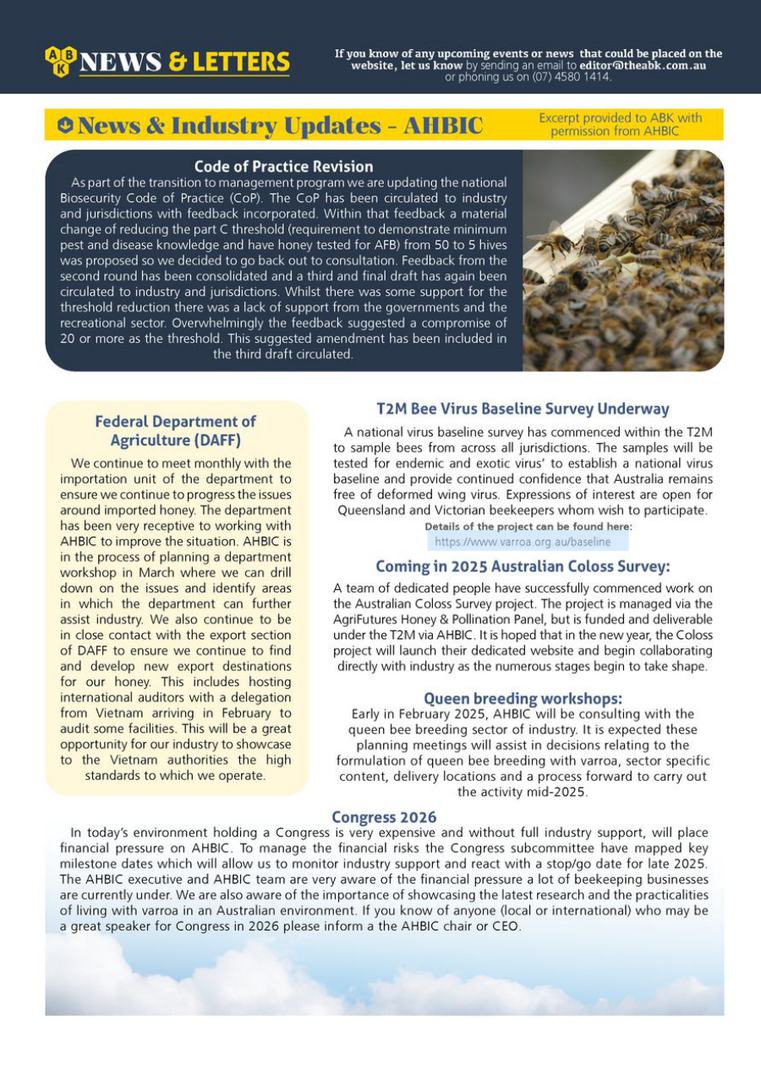 A B K
NEWS & LETTERS
If you know of any upcoming events or news that could be placed on the
website, let us know by sending an email to editor@theabk.com.au
or phoning us on (07) 4580 1414.
News & Industry Updates - AHBIC
Excerpt provided to ABK with
permission from AHBIC
Code of Practice Revision
As part of the transition to management program we are updating the national
Biosecurity Code of Practice (CoP). The CoP has been circulated to industry
and jurisdictions with feedback incorporated. Within that feedback a material
change of reducing the part C threshold (requirement to demonstrate minimum
pest and disease knowledge and have honey tested for AFB) from 50 to 5 hives
was proposed so we decided to go back out to consultation. Feedback from the
second round has been consolidated and a third and final draft has again been
circulated to industry and jurisdictions. Whilst there was some support for the
threshold reduction there was a lack of support from the governments and the
recreational sector. Overwhelmingly the feedback suggested a compromise of
20 or more as the threshold. This suggested amendment has been included in
the third draft circulated.
Federal Department of
Agriculture (DAFF)
We continue to meet monthly with the
importation unit of the department to
ensure we continue to progress the issues
around imported honey. The department
has been very receptive to working with
AHBIC to improve the situation. AHBIC is
in the process of planning a department
workshop in March where we can drill
down on the issues and identify areas
in which the department can further
assist industry. We also continue to be
in close contact with the export section
of DAFF to ensure we continue to find
and develop new export destinations
for our honey. This includes hosting
international auditors with a delegation
from Vietnam arriving in February to
audit some facilities. This will be a great
opportunity for our industry to showcase
to the Vietnam authorities the high
standards to which we operate.
T2M Bee Virus Baseline Survey Underway
A national virus baseline survey has commenced within the T2M
to sample bees from across all jurisdictions. The samples will be
tested for endemic and exotic virus’ to establish a national virus
baseline and provide continued confidence that Australia remains
free of deformed wing virus. Expressions of interest are open for
Queensland and Victorian beekeepers whom wish to participate.
Details of the project can be found here:
https://www.varroa.org.au/baseline
Coming in 2025 Australian Coloss Survey:
A team of dedicated people have successfully commenced work on
the Australian Coloss Survey project. The project is managed via the
AgriFutures Honey & Pollination Panel, but is funded and deliverable
under the T2M via AHBIC. It is hoped that in the new year, the Coloss
project will launch their dedicated website and begin collaborating
directly with industry as the numerous stages begin to take shape.
Queen breeding workshops:
Early in February 2025, AHBIC will be consulting with the
queen bee breeding sector of industry. It is expected these
planning meetings will assist in decisions relating to the
formulation of queen bee breeding with varroa, sector specific
content, delivery locations and a process forward to carry out
the activity mid-2025.
Congress 2026
In today’s environment holding a Congress is very expensive and without full industry support, will place
financial pressure on AHBIC. To manage the financial risks the Congress subcommittee have mapped key
milestone dates which will allow us to monitor industry support and react with a stop/go date for late 2025.
The AHBIC executive and AHBIC team are very aware of the financial pressure a lot of beekeeping businesses
are currently under. We are also aware of the importance of showcasing the latest research and the practicalities
of living with varroa in an Australian environment. If you know of anyone (local or international) who may be
a great speaker for Congress in 2026 please inform a the AHBIC chair or CEO.